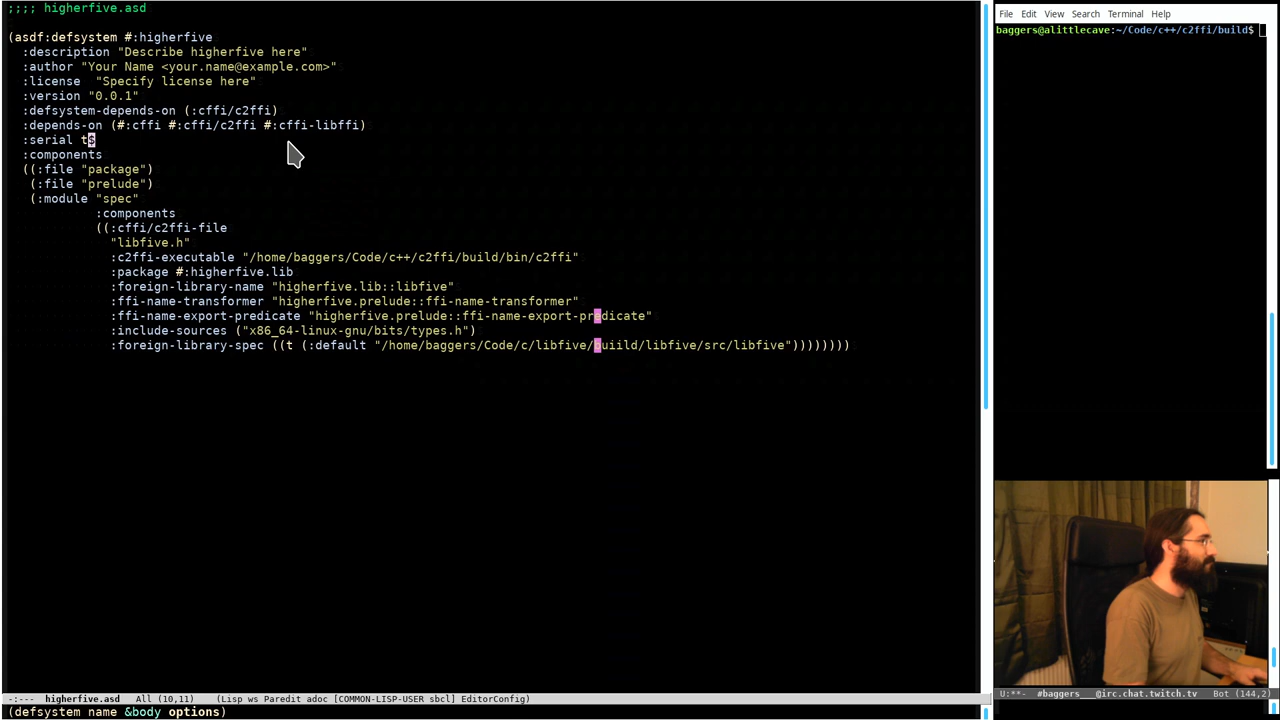 ;;;; higherfive.asd
(asdf:defsystem #:higherfive
:description "Describe higherfive here"
:author "Your Name <your.name@example.com>"
:license  "Specify license here"
:version "0.0.1"
:defsystem-depends-on (:cffi/c2ffi)
:depends-on (#:cffi #:cffi/c2ffi #:cffi-libffi)
:serial t$
:components
((:file "package")
(:file "prelude")
(:module "spec"
:components
((:cffi/c2ffi-file
"libfive.h"
:c2ffi-executable "/home/baggers/Code/c++/c2ffi/build/bin/c2ffi"
:package #:higherfive.lib
:foreign-library-name "higherfive.lib::libfive"
:ffi-name-transformer "higherfive.prelude::ffi-name-transformer"
:ffi-name-export-predicate "higherfive.prelude::ffi-name-export-predicate"
:include-sources ("x86_64-linux-gnu/bits/types.h")
:foreign-library-spec ((t (:default "/home/baggers/Code/c/libfive/buiild/libfive/src/libfive"))))))))
-:--- higherfive.asd All (10,11) (Lisp ws Paredit adoc [COMMON-LISP-USER sbcl] EditorConfig)
(defsystem name &body options)
File Edit View Search Terminal Help
baggers@alittlecave:~/Code/c++/c2ffi/build$
U:**- #baggers___@irc.chat.twitch.tv Bot (144,2)